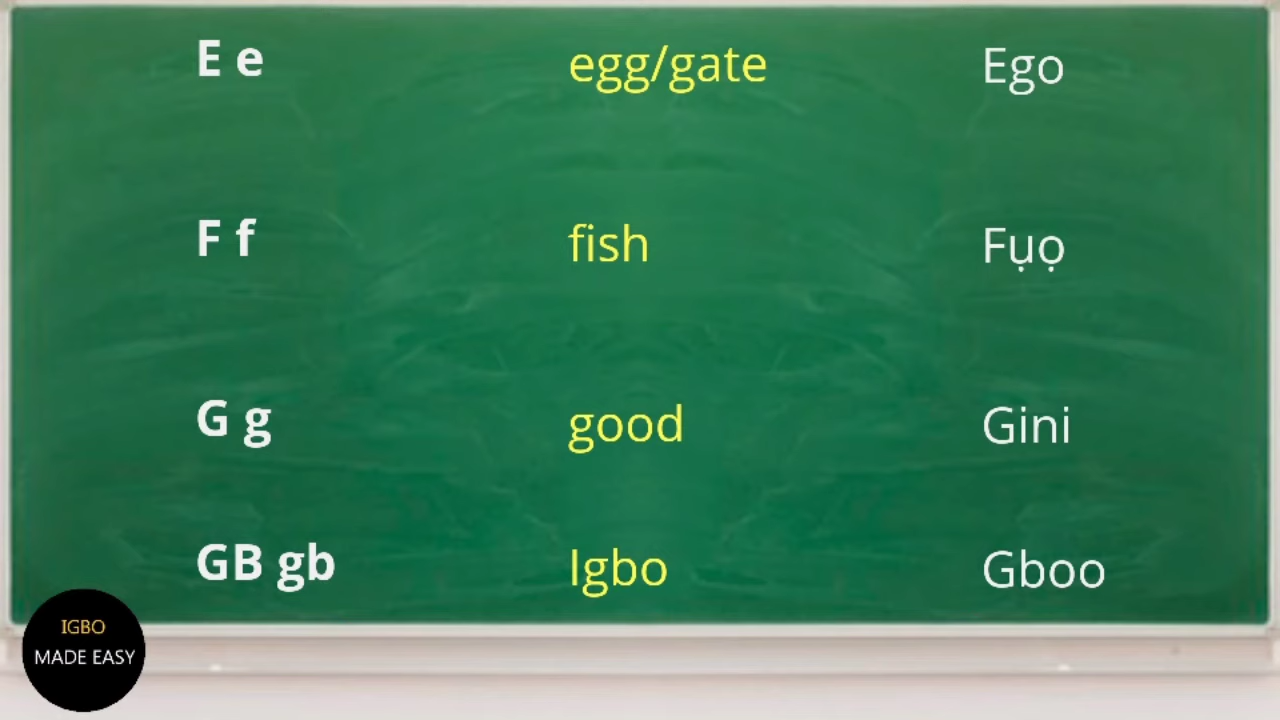 E e egg/gate Ego
F f fish Fụọ
G g good Gini
GB gb Igbo Gboo
IGBO
MADE EASY